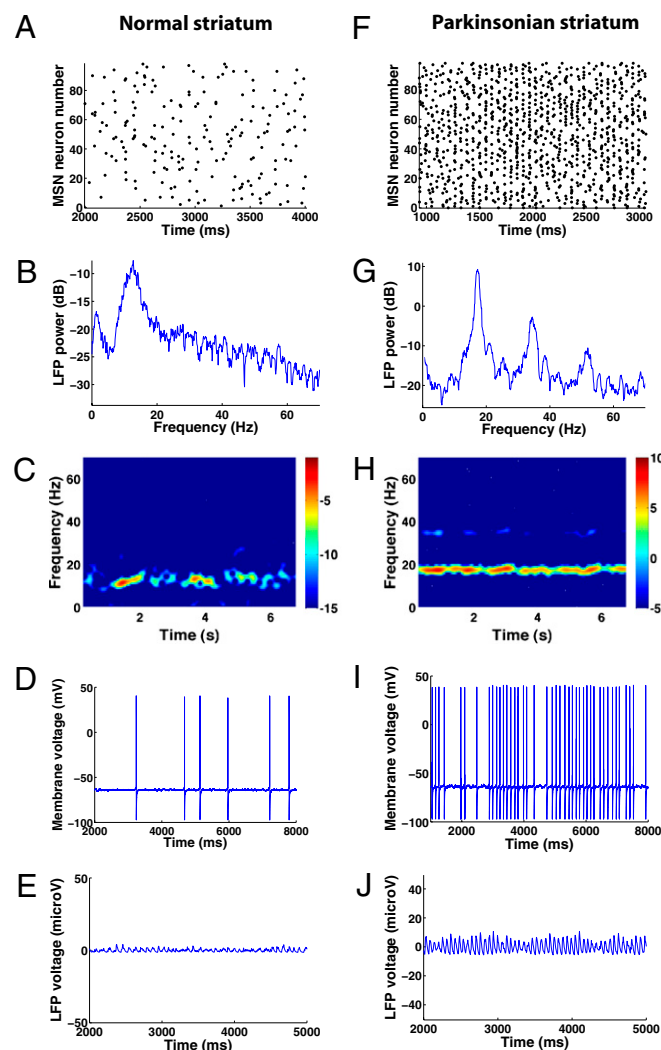 A Normal striatum
MSN neuron number
80
60
40
20
0
2000 2500 3000 3500 4000
Time (ms)
B
LFP power (dB)
−10
−15
−20
−25
−30
0 20 40 60
Frequency (Hz)
C
Frequency (Hz)
60
40
20
0
2 4 6
Time (s)
-5
-10
-15
D
Membrane voltage (mV)
50
0
−50
−100
2000 4000 6000 8000
Time (ms)
E
LFP voltage (microV)
50
0
−50
2000 3000 4000 5000
Time (ms)
F Parkinsonian striatum
MSN neuron number
80
60
40
20
0
1000 1500 2000 2500 3000
Time (ms)
G
LFP power (dB)
10
0
−10
−20
0 20 40 60
Frequency (Hz)
H
Frequency (Hz)
60
40
20
0
2 4 6
Time (s)
10
5
0
-5
I
Membrane voltage (mV)
50
0
−50
−100
2000 4000 6000 8000
Time (ms)
J
LFP voltage (microV)
40
20
0
−20
−40
2000 3000 4000 5000
Time (ms)